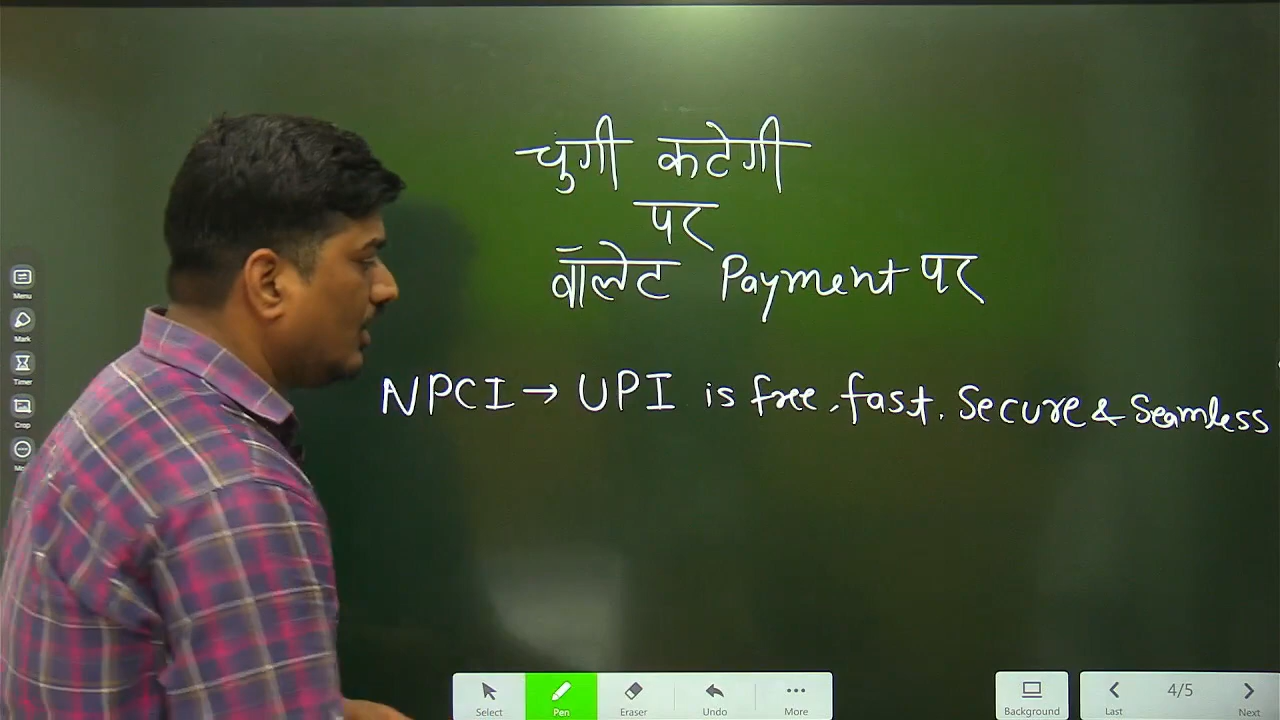 चुगी कटेगी
पर
वॉलेट Payment पर
NPCI → UPI is free, fast, Secure & Seamless
Menu
Mark
Timer
Crop
Select
Pen
Eraser
Undo
More
Background
4/5
Last
Next